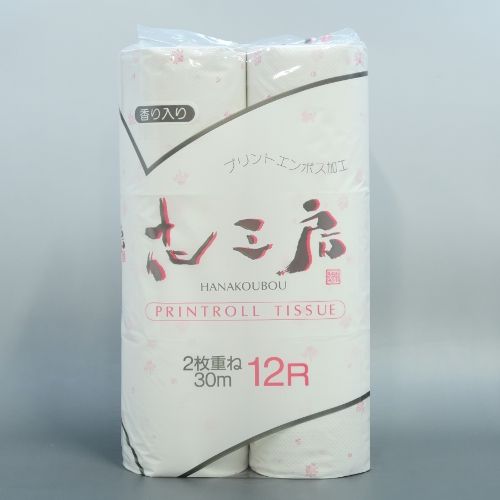 香り入り
プリントエンボス加工
花工房
HANAKOUBOU
PRINTROLL TISSUE
2枚重ね
30m 12R